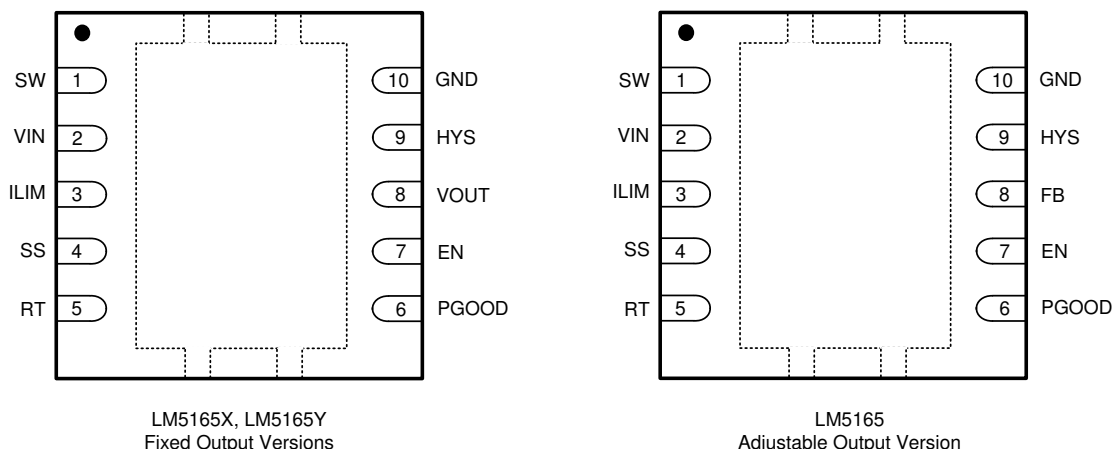 SW 1 10 GND
VIN 2 9 HYS
ILIM 3 8 VOUT
SS 4 7 EN
RT 5 6 PGOOD
LM5165X, LM5165Y
Fixed Output Versions
SW 1 10 GND
VIN 2 9 HYS
ILIM 3 8 FB
SS 4 7 EN
RT 5 6 PGOOD
LM5165
Adjustable Output Version